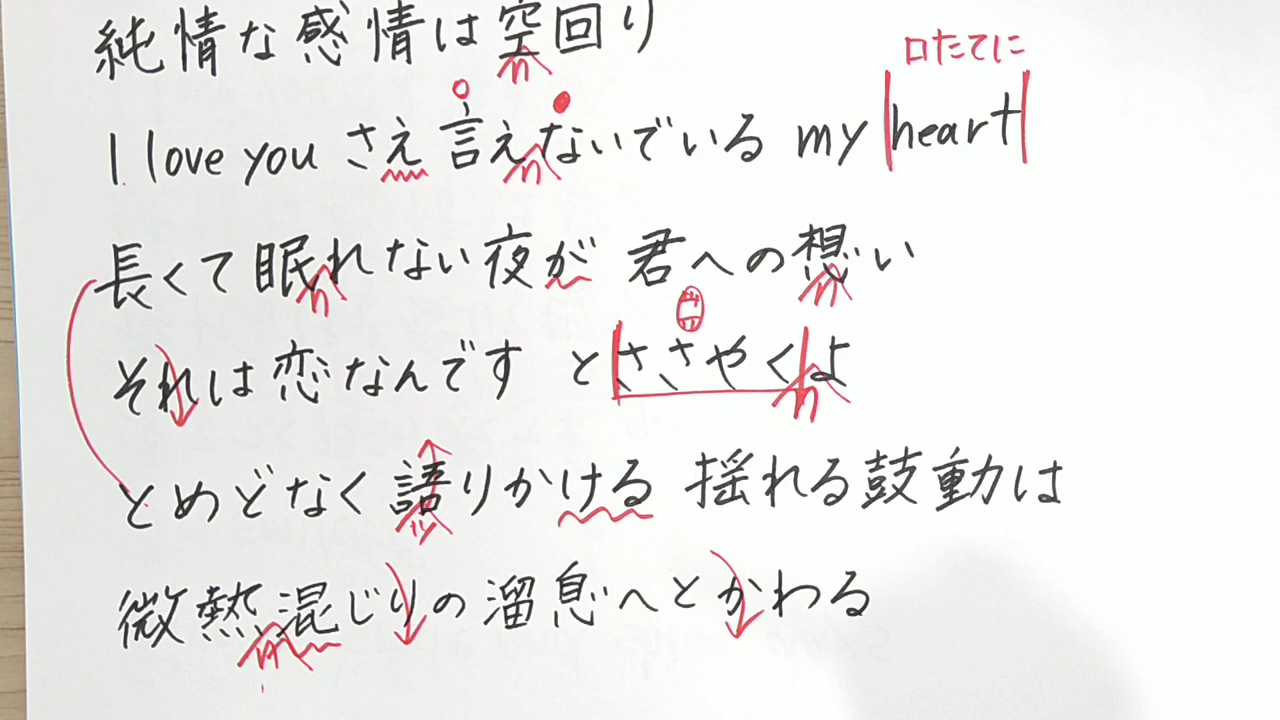 純情な感情は空回り
口たてに
I love you さえ 言えないでいる my heart
長くて眠れない夜が 君への想い
それは恋なんです とささやくよ
とめどなく語りかける 揺れる鼓動は
微熱混じりの溜息へとかわる